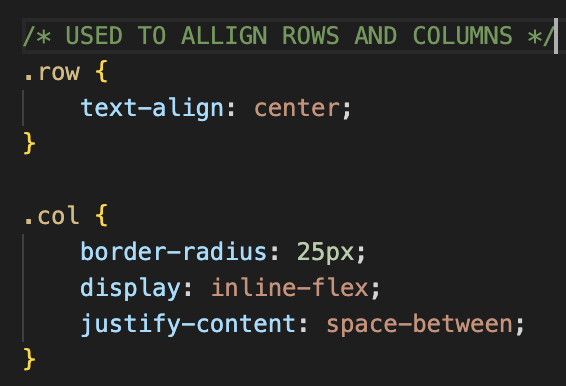 /* USED TO ALLIGN ROWS AND COLUMNS */
.row {
    text-align: center;
}

.col {
    border-radius: 25px;
    display: inline-flex;
    justify-content: space-between;
}